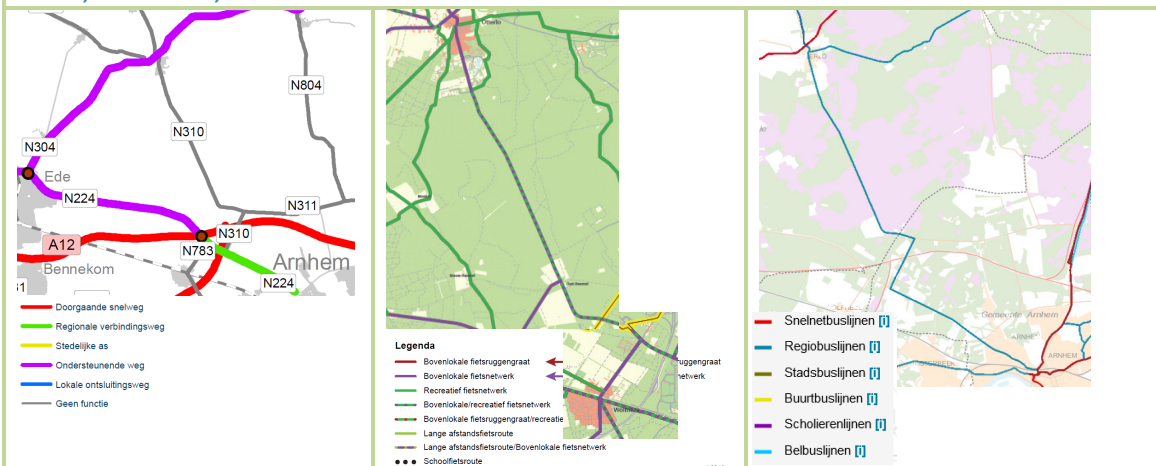 N804
N310
N304
Ede
N224
N311
N310
A12
N783
Bennekom
Arnhem
N224
Doorgaande snelweg
Regionale verbindingsweg
Stedelijke as
Ondersteunende weg
Lokale ontsluitingsweg
Geen functie
Otterlo
Legenda
Bovenlokale fietsruggengraat
Bovenlokale fietsnetwerk
Recreatief fietsnetwerk
Bovenlokale/recreatief fietsnetwerk
Bovenlokale fietsruggengraat/recreatie
Lange afstandsfietsroute
Lange afstandsfietsroute/Bovenlokale fietsnetwerk
Schoolfietsroute
uggengraat
netwerk
Gemeente Arnhem
ARNHEM
Snelnetbuslijnen [i]
Regiobuslijnen [i]
Stadsbuslijnen [i]
Buurtbuslijnen [i]
Scholierenlijnen [i]
Belbuslijnen [i]